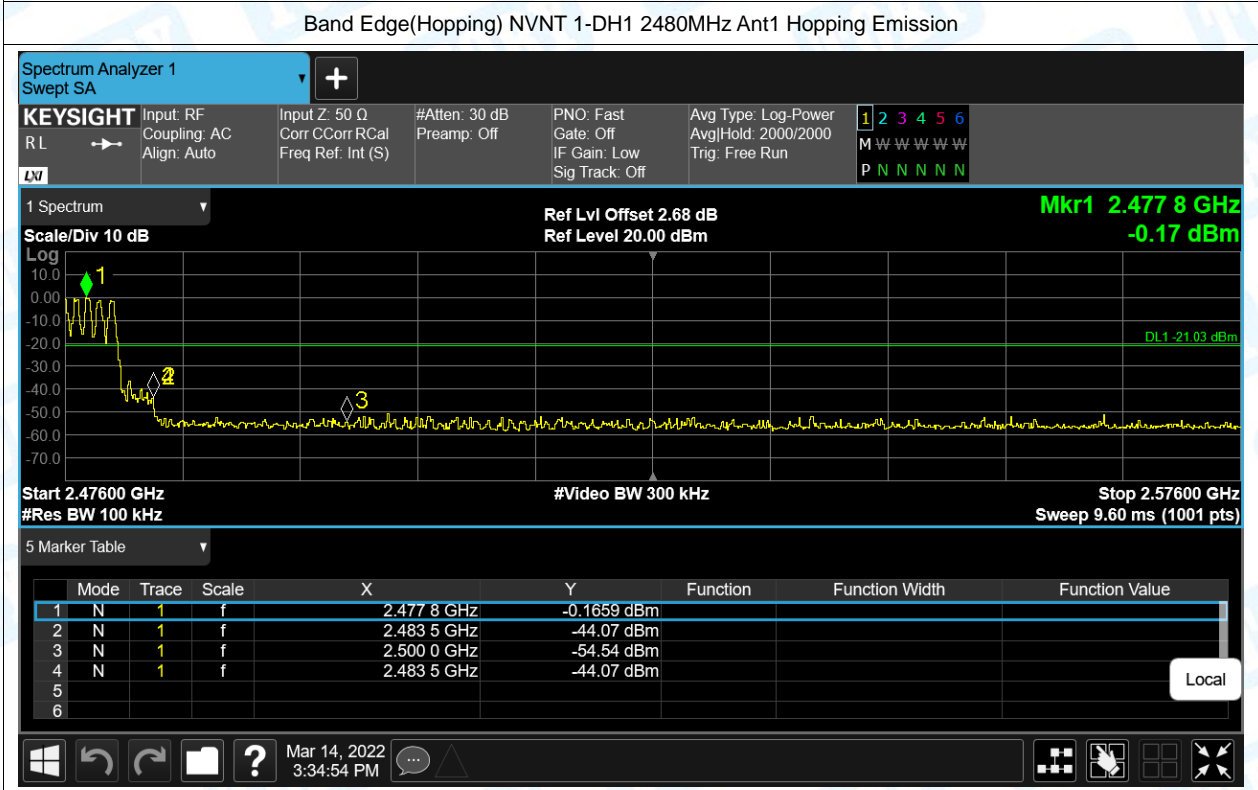 Band Edge(Hopping) NVNT 1-DH1 2480MHz Ant1 Hopping Emission
Spectrum Analyzer 1
Swept SA
KEYSIGHT
R L
LXI
Input: RF
Coupling: AC
Align: Auto
Input Z: 50 Ω
Corr CCorr RCal
Freq Ref: Int (S)
#Atten: 30 dB
Preamp: Off
PNO: Fast
Gate: Off
IF Gain: Low
Sig Track: Off
Avg Type: Log-Power
Avg|Hold: 2000/2000
Trig: Free Run
1 2 3 4 5 6
M W W W W W
P N N N N N
1 Spectrum
Scale/Div 10 dB
Ref Lvl Offset 2.68 dB
Ref Level 20.00 dBm
Mkr1 2.477 8 GHz
-0.17 dBm
Log
10.0
0.00
-10.0
-20.0
-30.0
-40.0
-50.0
-60.0
-70.0
1
2
3
DL1 -21.03 dBm
Start 2.47600 GHz
#Video BW 300 kHz
Stop 2.57600 GHz
#Res BW 100 kHz
Sweep 9.60 ms (1001 pts)
5 Marker Table
Mode Trace Scale X Y Function Function Width Function Value
1 N 1 f 2.477 8 GHz -0.1659 dBm
2 N 1 f 2.483 5 GHz -44.07 dBm
3 N 1 f 2.500 0 GHz -54.54 dBm
4 N 1 f 2.483 5 GHz -44.07 dBm
5
6
Local
?
Mar 14, 2022
3:34:54 PM